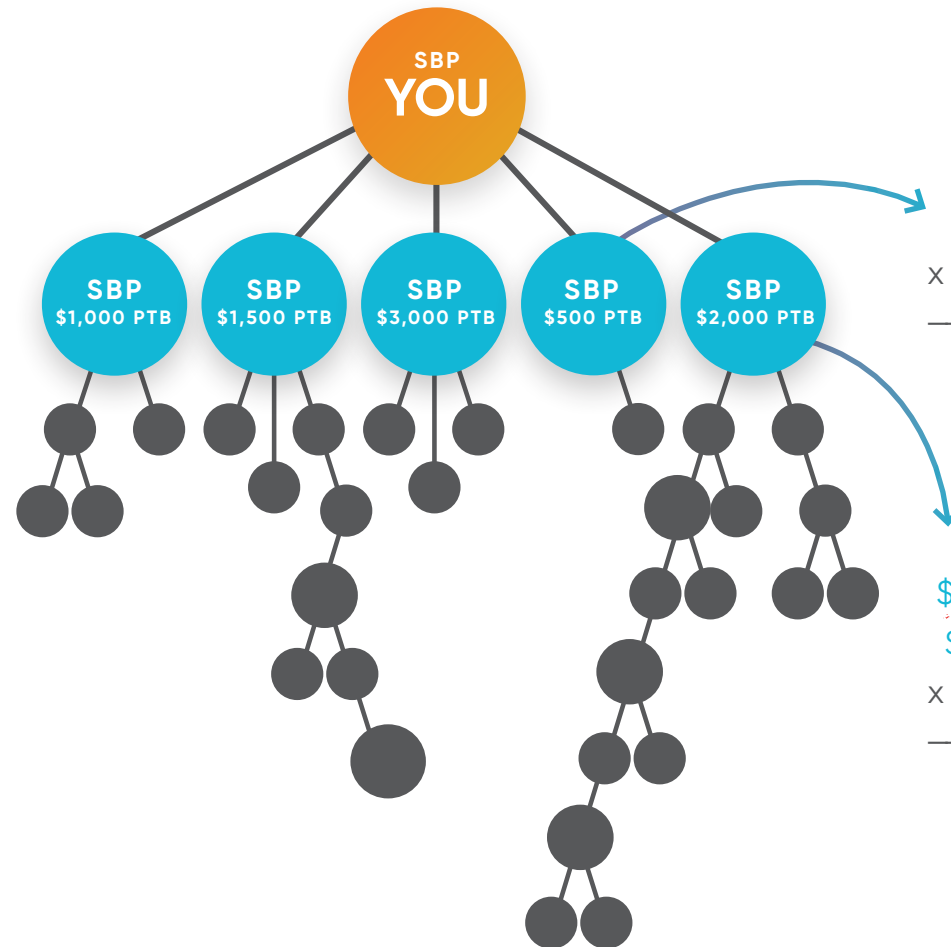 SBP
YOU
SBP
$1,000 PTB
SBP
$1,500 PTB
SBP
$3,000 PTB
SBP
$500 PTB
SBP
$2,000 PTB
X
$
$
X